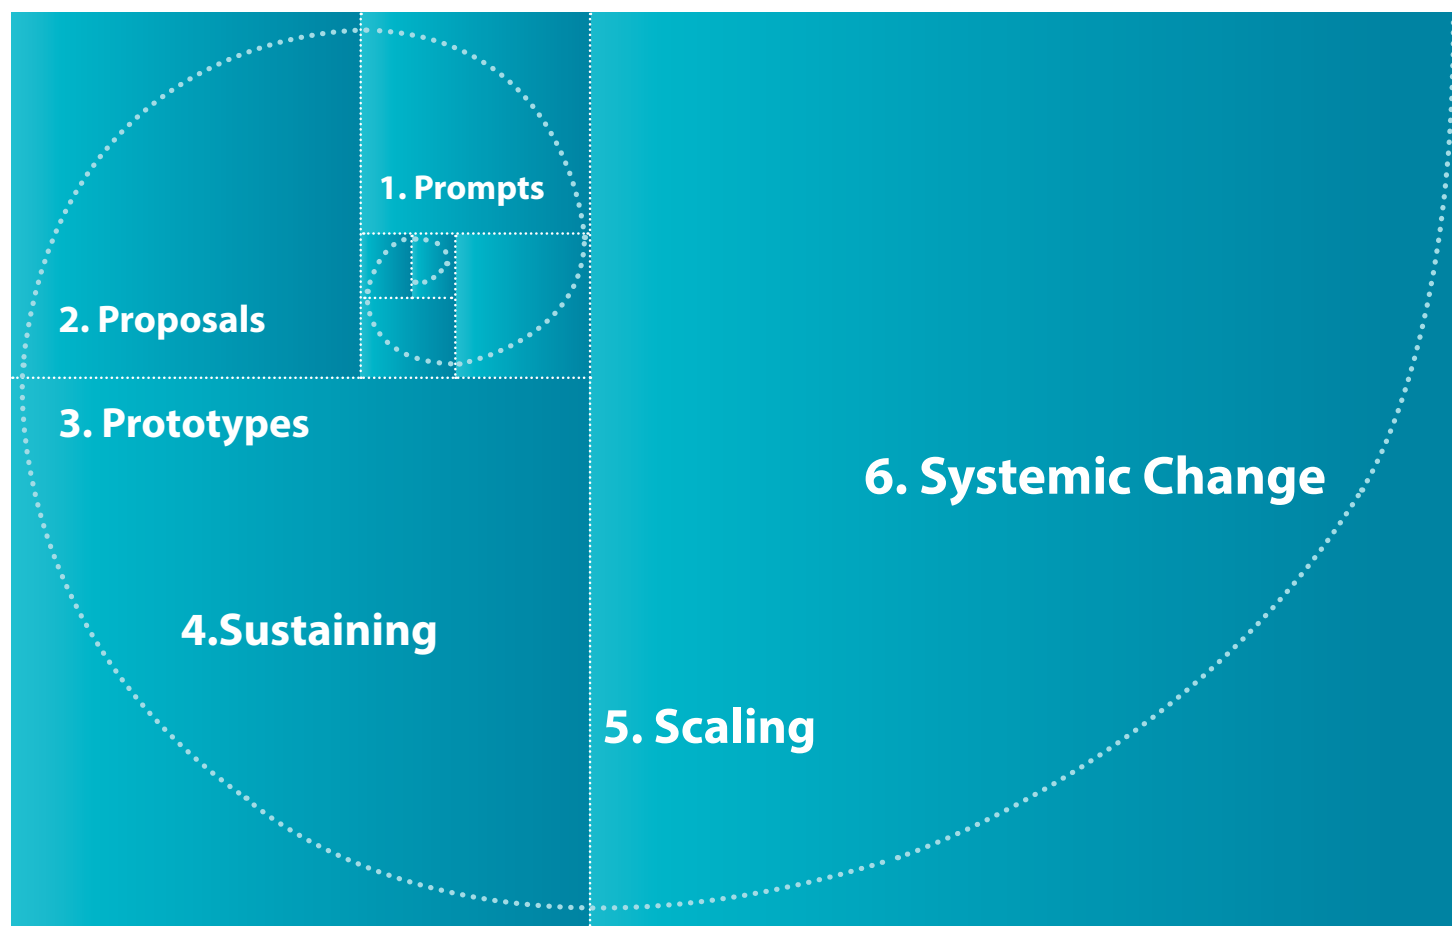 1. Prompts
2. Proposals
3. Prototypes
4.Sustaining
5. Scaling
6. Systemic Change